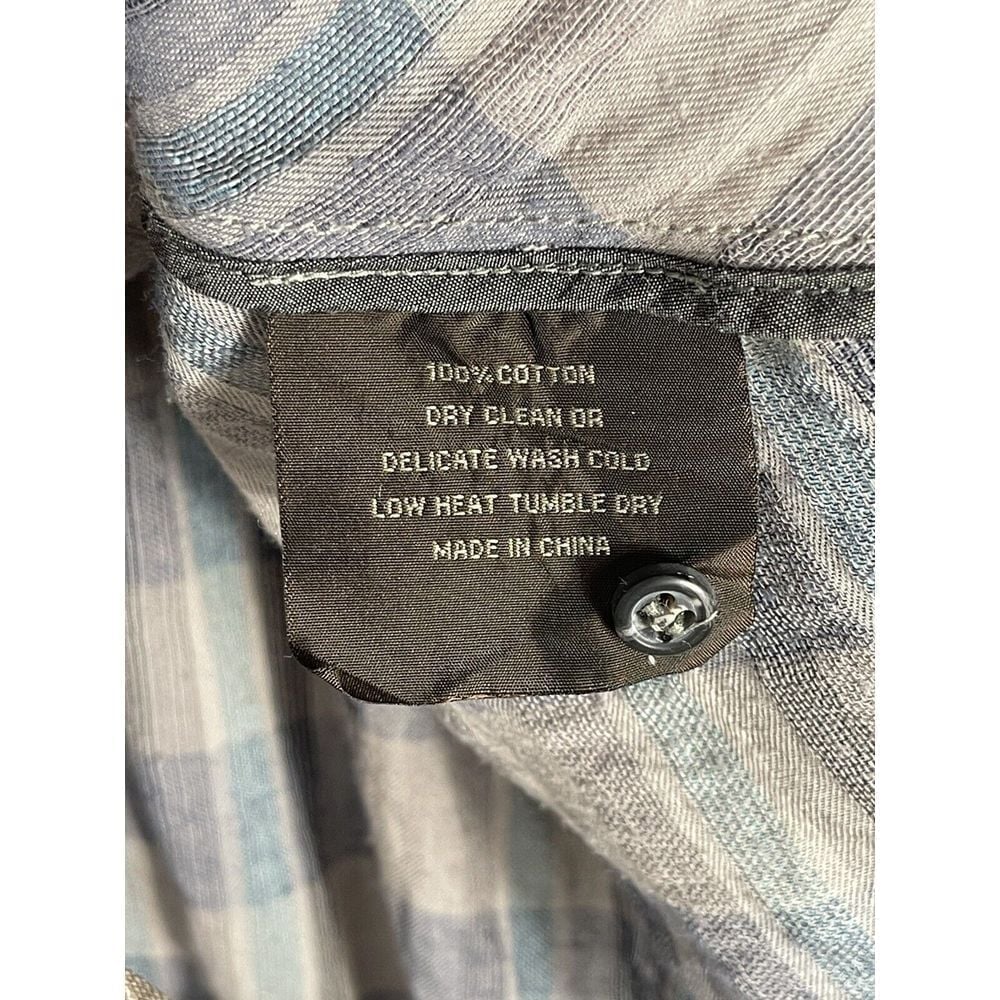 100% COTTON
DRY CLEAN OR
DELICATE WASH COLD
LOW HEAT TUMBLE DRY
MADE IN CHINA